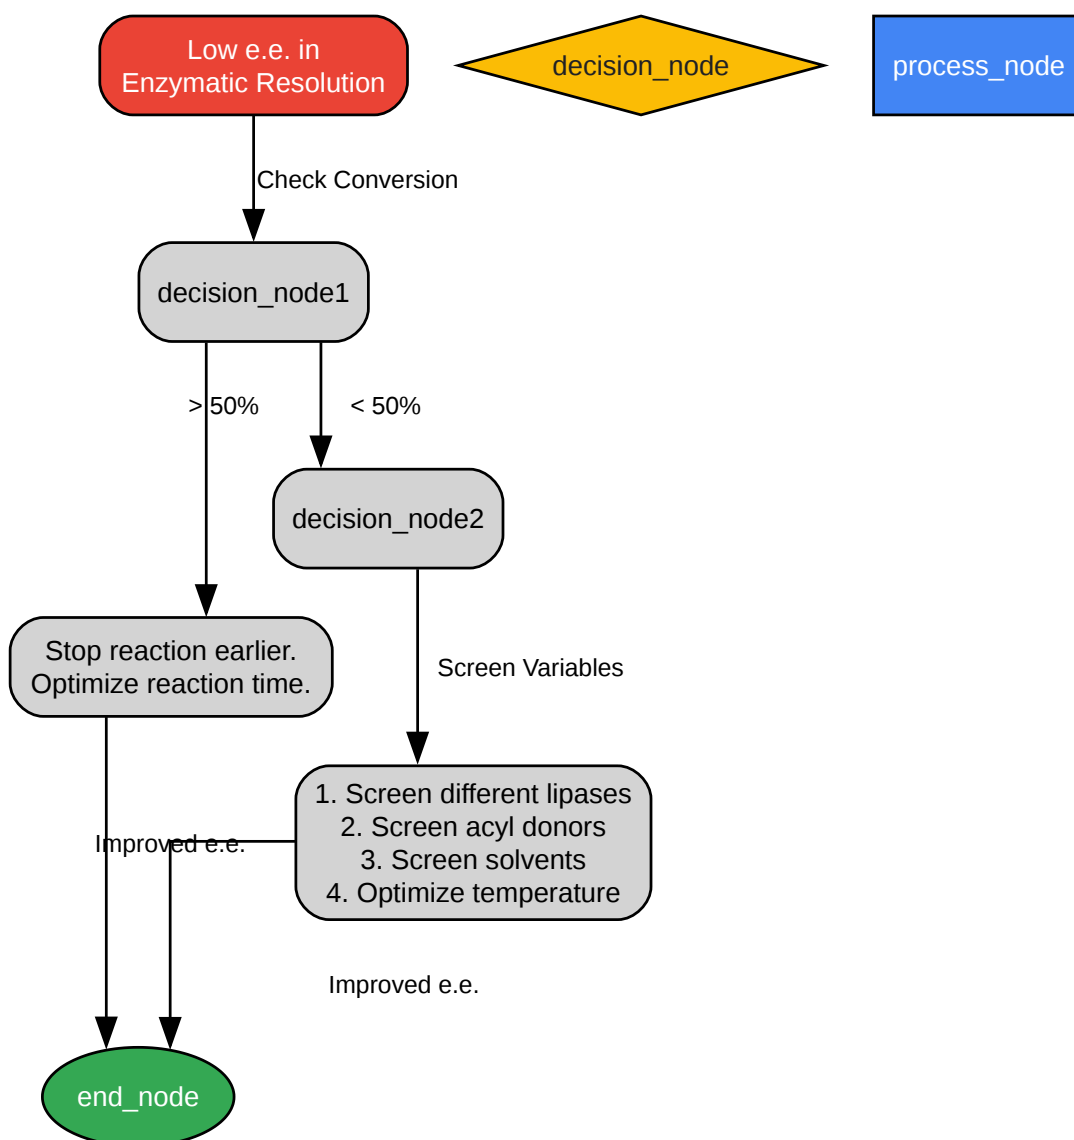 Low e.e. in
Enzymatic Resolution
decision_node
process_node
Check Conversion
decision_node1
> 50%
< 50%
decision_node2
Stop reaction earlier.
Optimize reaction time.
Screen Variables
1. Screen different lipases
2. Screen acyl donors
3. Screen solvents
4. Optimize temperature
Improved e.e.
Improved e.e.
end_node